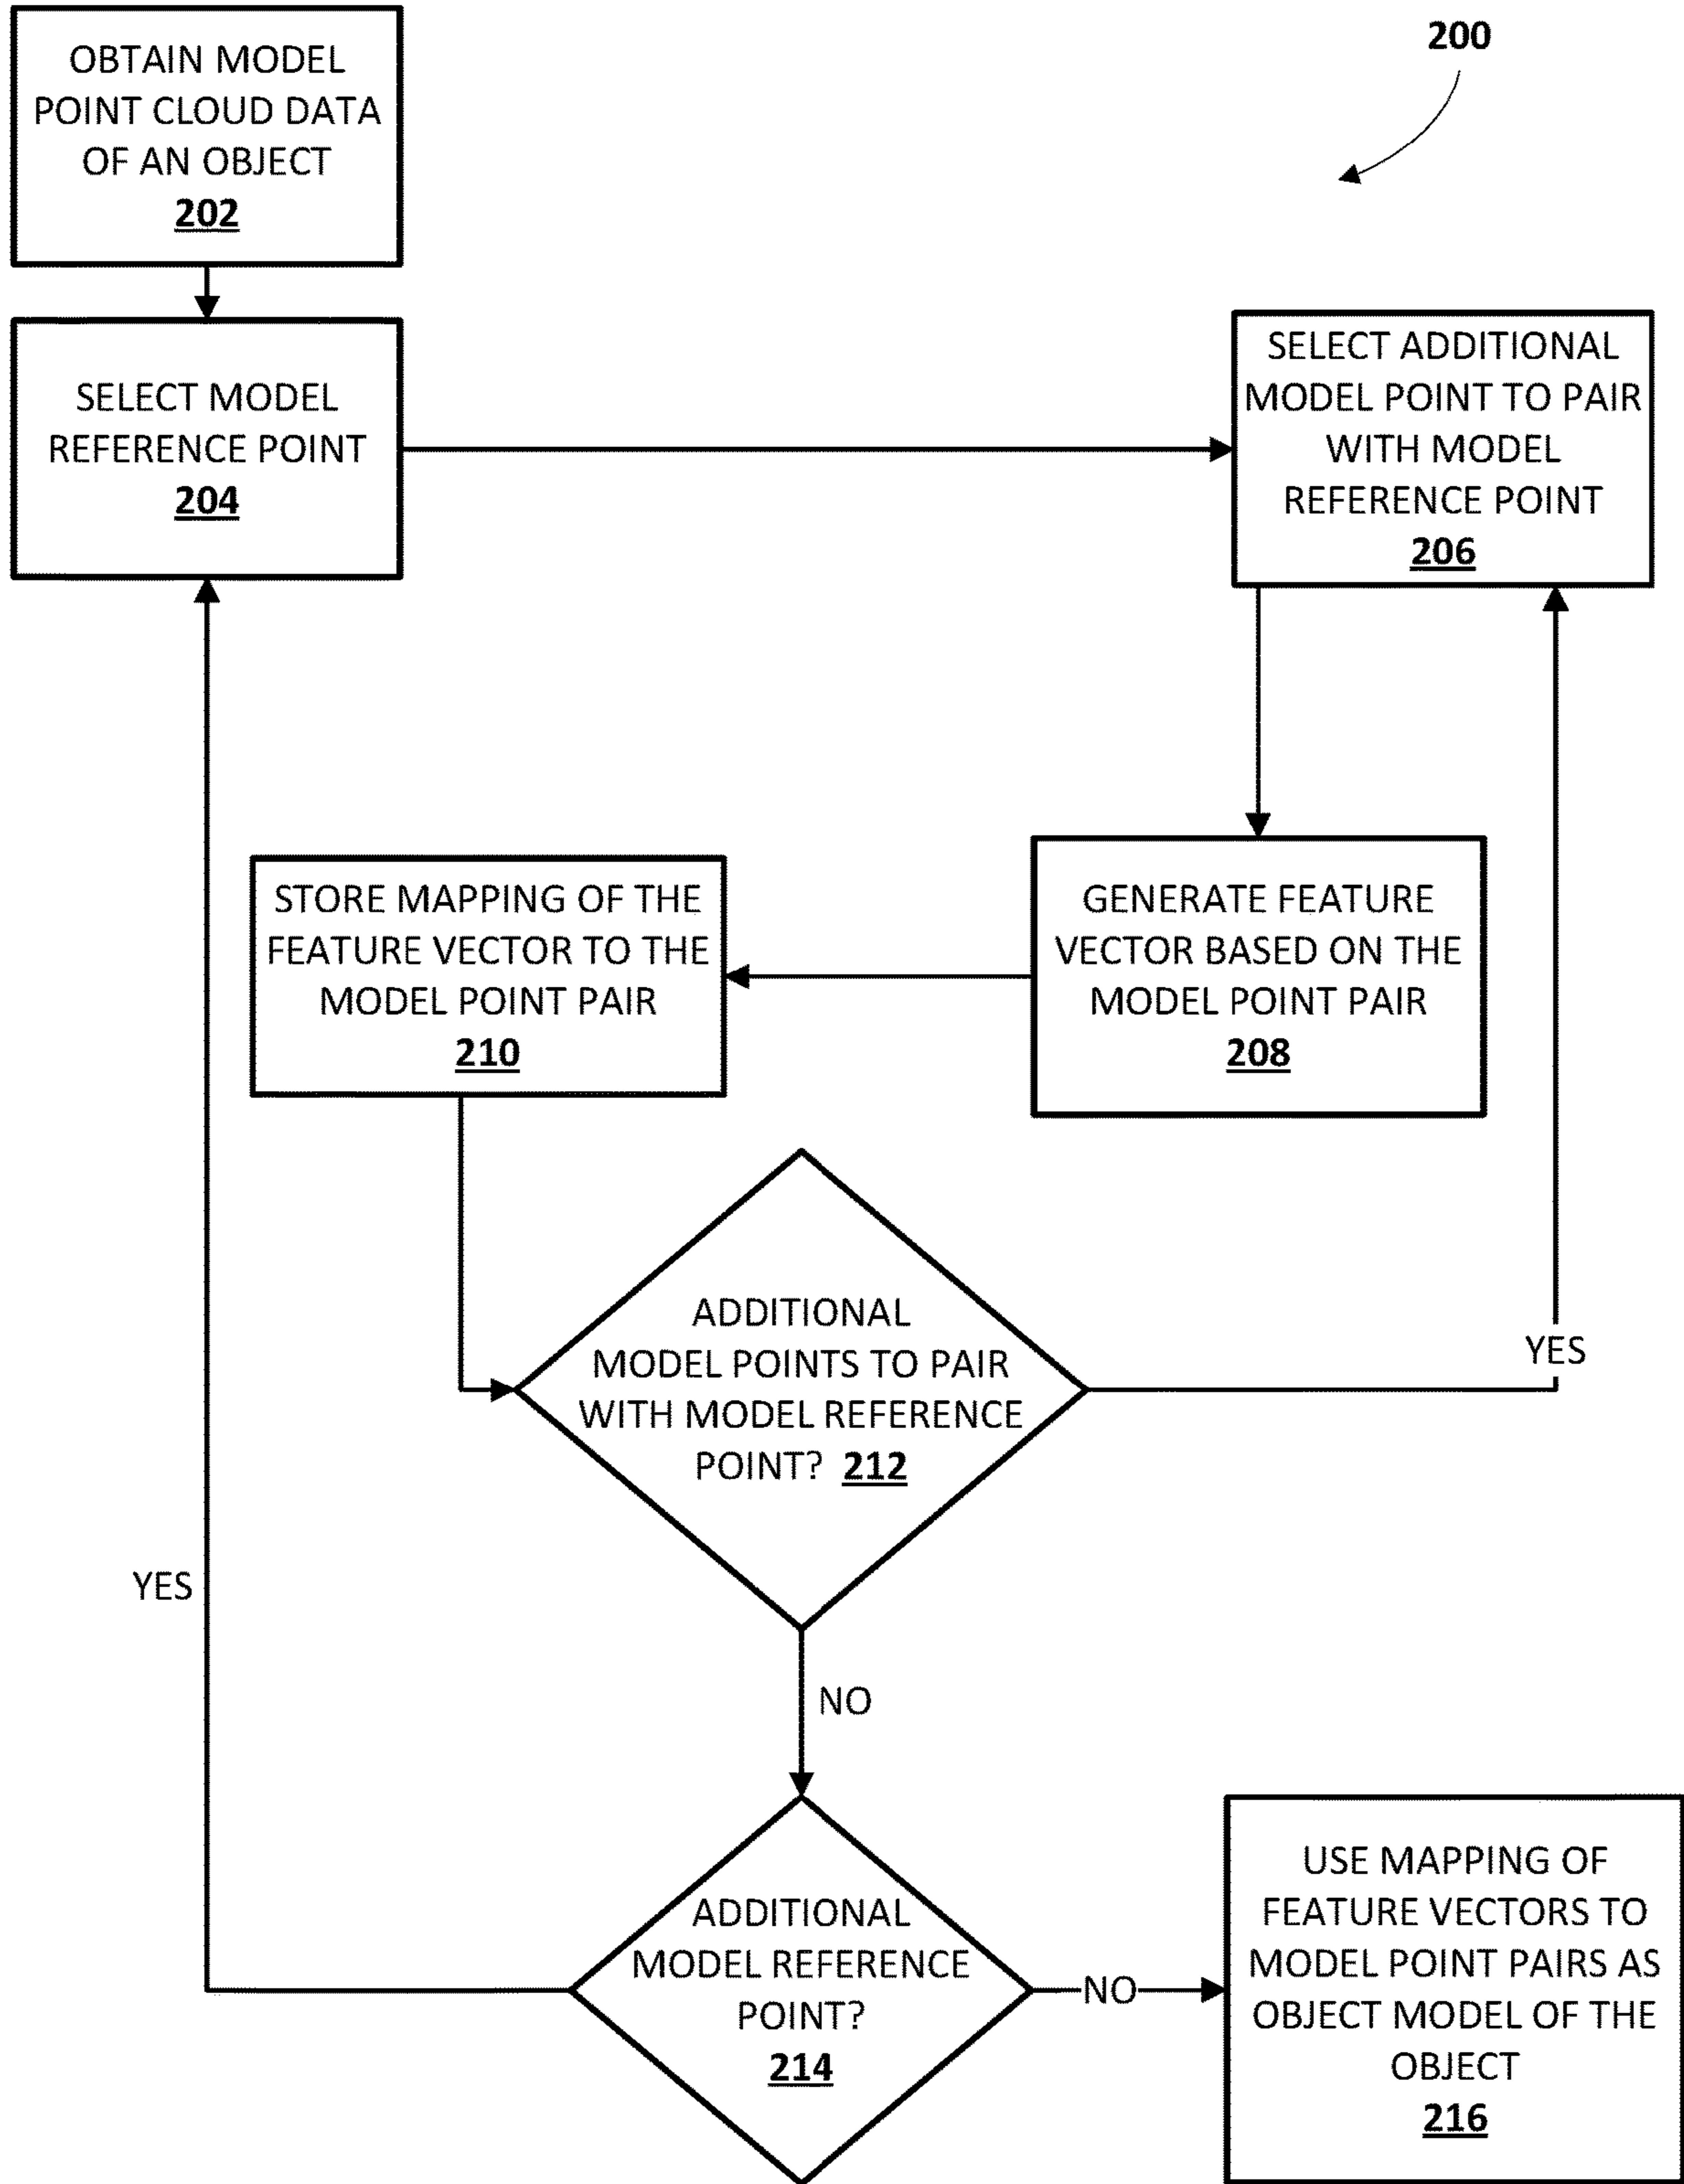 200
OBTAIN MODEL
POINT CLOUD DATA
OF AN OBJECT
202
SELECT MODEL
REFERENCE POINT
204
SELECT ADDITIONAL
MODEL POINT TO PAIR
WITH MODEL
REFERENCE POINT
206
GENERATE FEATURE
VECTOR BASED ON THE
MODEL POINT PAIR
208
STORE MAPPING OF THE
FEATURE VECTOR TO THE
MODEL POINT PAIR
210
ADDITIONAL
MODEL POINTS TO PAIR
WITH MODEL REFERENCE
POINT? 212
YES
NO
ADDITIONAL
MODEL REFERENCE
POINT?
214
YES
NO
USE MAPPING OF
FEATURE VECTORS TO
MODEL POINT PAIRS AS
OBJECT MODEL OF THE
OBJECT
216